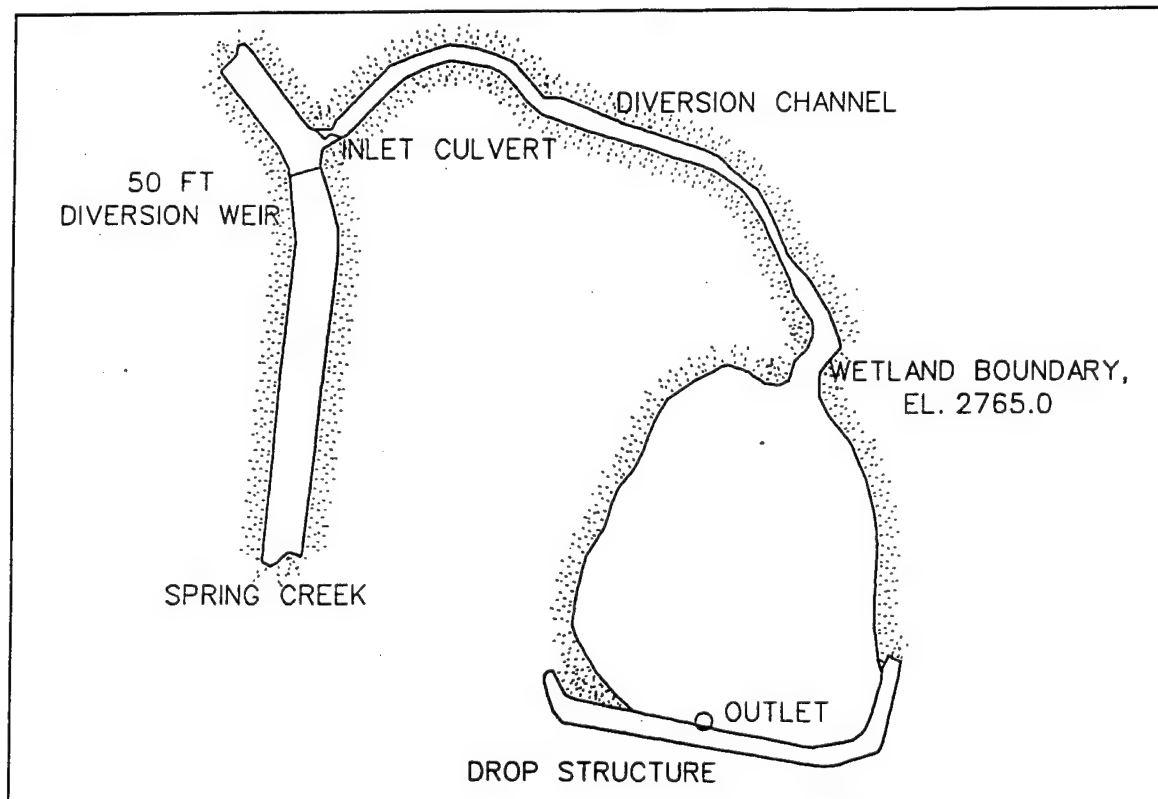 DIVERSION CHANNEL
INLET CULVERT
50 FT
DIVERSION WEIR
WETLAND BOUNDARY,
EL. 2765.0
SPRING CREEK
OUTLET
DROP STRUCTURE